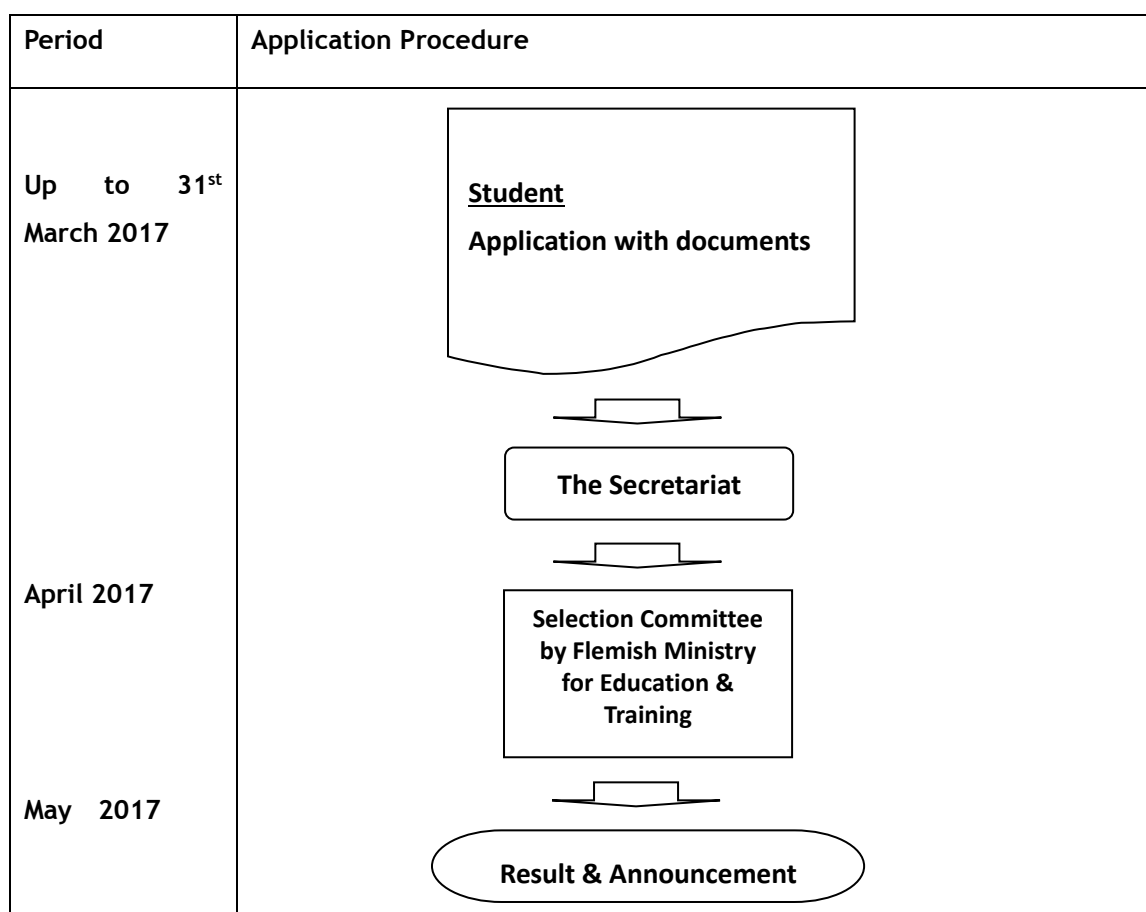 Period
Application Procedure
Up to 31st
March 2017
Student
Application with documents
The Secretariat
April 2017
Selection Committee
by Flemish Ministry
for Education &
Training
May 2017
Result & Announcement